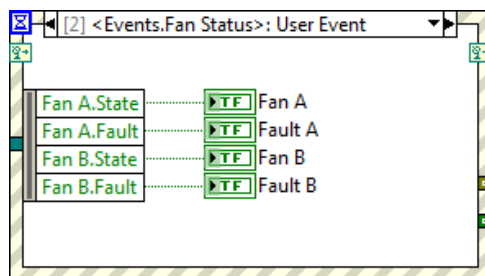 [2] <Events.Fan Status>: User Event
Fan A.State TF Fan A
Fan A.Fault TF Fault A
Fan B.State TF Fan B
Fan B.Fault TF Fault B